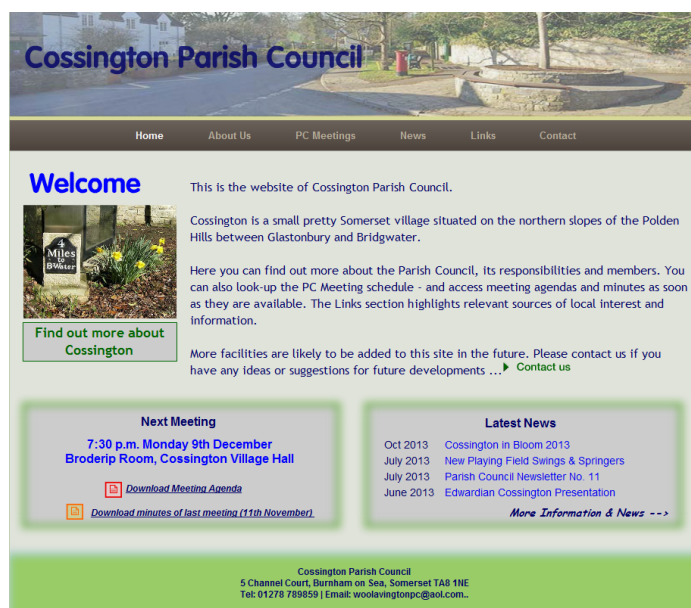 Cossington Parish Council
Home About Us PC Meetings News Links Contact
Welcome
4
Miles
to
B'Water
Find out more about
Cossington
This is the website of Cossington Parish Council.
Cossington is a small pretty Somerset village situated on the northern slopes of the Polden
Hills between Glastonbury and Bridgwater.
Here you can find out more about the Parish Council, its responsibilities and members. You
can also look-up the PC Meeting schedule - and access meeting agendas and minutes as soon
as they are available. The Links section highlights relevant sources of local interest and
information.
More facilities are likely to be added to this site in the future. Please contact us if you
have any ideas or suggestions for future developments ... Contact us
Next Meeting
7:30 p.m. Monday 9th December
Broderip Room, Cossington Village Hall
Download Meeting Agenda
Download minutes of last meeting (11th November)
Latest News
Oct 2013 Cossington in Bloom 2013
July 2013 New Playing Field Swings & Springers
July 2013 Parish Council Newsletter No. 11
June 2013 Edwardian Cossington Presentation
More Information & News -->
Cossington Parish Council
5 Channel Court, Burnham on Sea, Somerset TA8 1NE
Tel: 01278 789859 | Email: woolavingtonpc@aol.com..